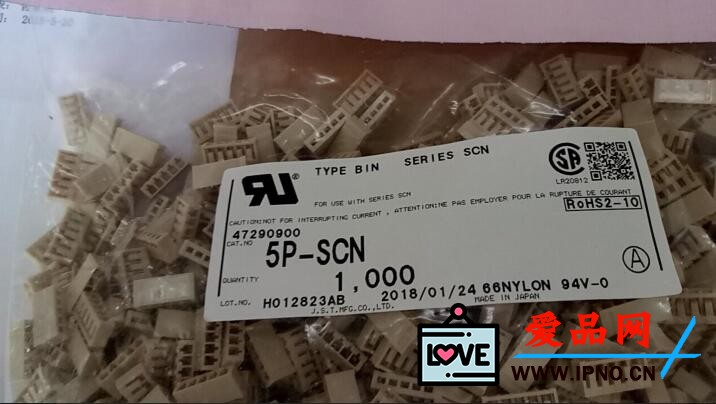 TYPE BIN SERIES SCN
FOR USE WITH SERIES SCN
LR20812
CAUTION:NOT FOR INTERRUPTING CURRENT , ATTENTION:NE PAS EMPLOYER POUR LA RUPTURE DE COURANT
RoHS2-10
47290900
CAT.NO
5P-SCN
QUANTITY
1,000
A
LOT.NO. H012823AB 2018/01/24 66NYLON 94V-0
J.S.T.MFG.CO.,LTD. MADE IN JAPAN
LOVE
爱品网
WWW.IPNO.CN